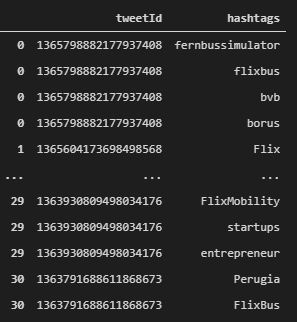 tweetId hashtags
0 1365798882177937408 fernbussimulator
0 1365798882177937408 flixbus
0 1365798882177937408 bvb
0 1365798882177937408 borus
1 1365604173698498568 Flix
... ... ...
29 1363930809498034176 FlixMobility
29 1363930809498034176 startups
29 1363930809498034176 entrepreneur
30 1363791688611868673 Perugia
30 1363791688611868673 FlixBus